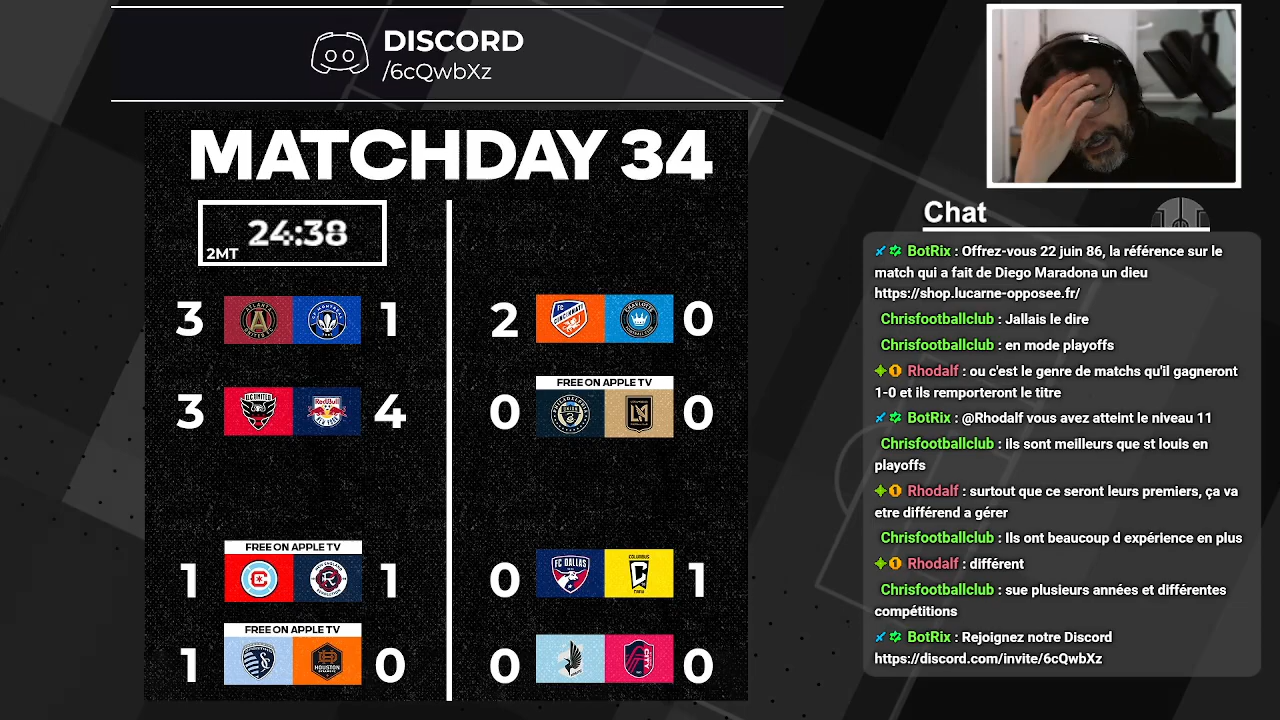 DISCORD
/6cQwbXz
MATCHDAY 34
24:38
2MT
3 1
2 0
3 4
FREE ON APPLE TV
0 0
FREE ON APPLE TV
1 1
0 1
FREE ON APPLE TV
1 0
0 0
Chat
BotRix : Offrez-vous 22 juin 86, la référence sur le
match qui a fait de Diego Maradona un dieu
https://shop.lucarne-opposee.fr/
Chrisfootballclub : Jallais le dire
Chrisfootballclub : en mode playoffs
Rhodalf : ou c'est le genre de matchs qu'il gagneront
1-0 et ils remporteront le titre
BotRix : @Rhodalf vous avez atteint le niveau 11
Chrisfootballclub : Ils sont meilleurs que st louis en
playoffs
Rhodalf : surtout que ce seront leurs premiers, ça va
etre différend a gérer
Chrisfootballclub : Ils ont beaucoup d expérience en plus
Rhodalf : différent
Chrisfootballclub : sue plusieurs années et différentes
compétitions
BotRix : Rejoignez notre Discord
https://discord.com/invite/6cQwbXz